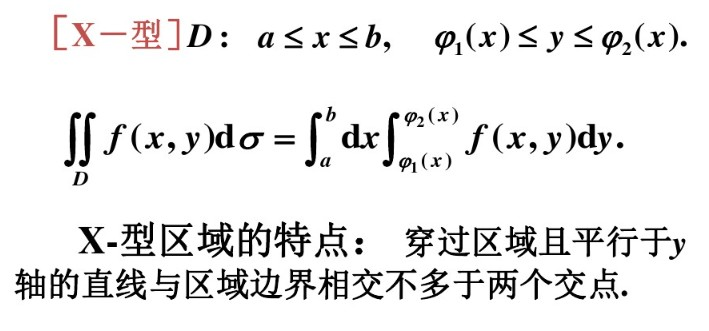 [X－型]D： a ≤ x ≤ b, φ₁(x) ≤ y ≤ φ₂(x).
∬_D f(x, y)dσ = ∫_a^b dx ∫_{φ₁(x)}^{φ₂(x)} f(x, y)dy.
X-型区域的特点： 穿过区域且平行于y
轴的直线与区域边界相交不多于两个交点.